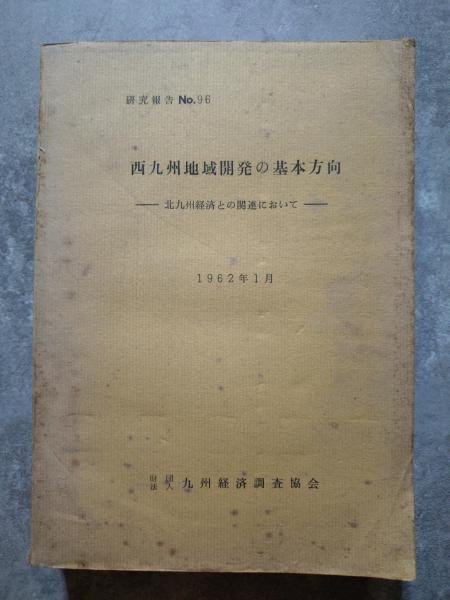 研究報告 No.96
西九州地域開発の基本方向
── 北九州経済との関連において ──
1962年1月
財団法人 九州経済調査協会